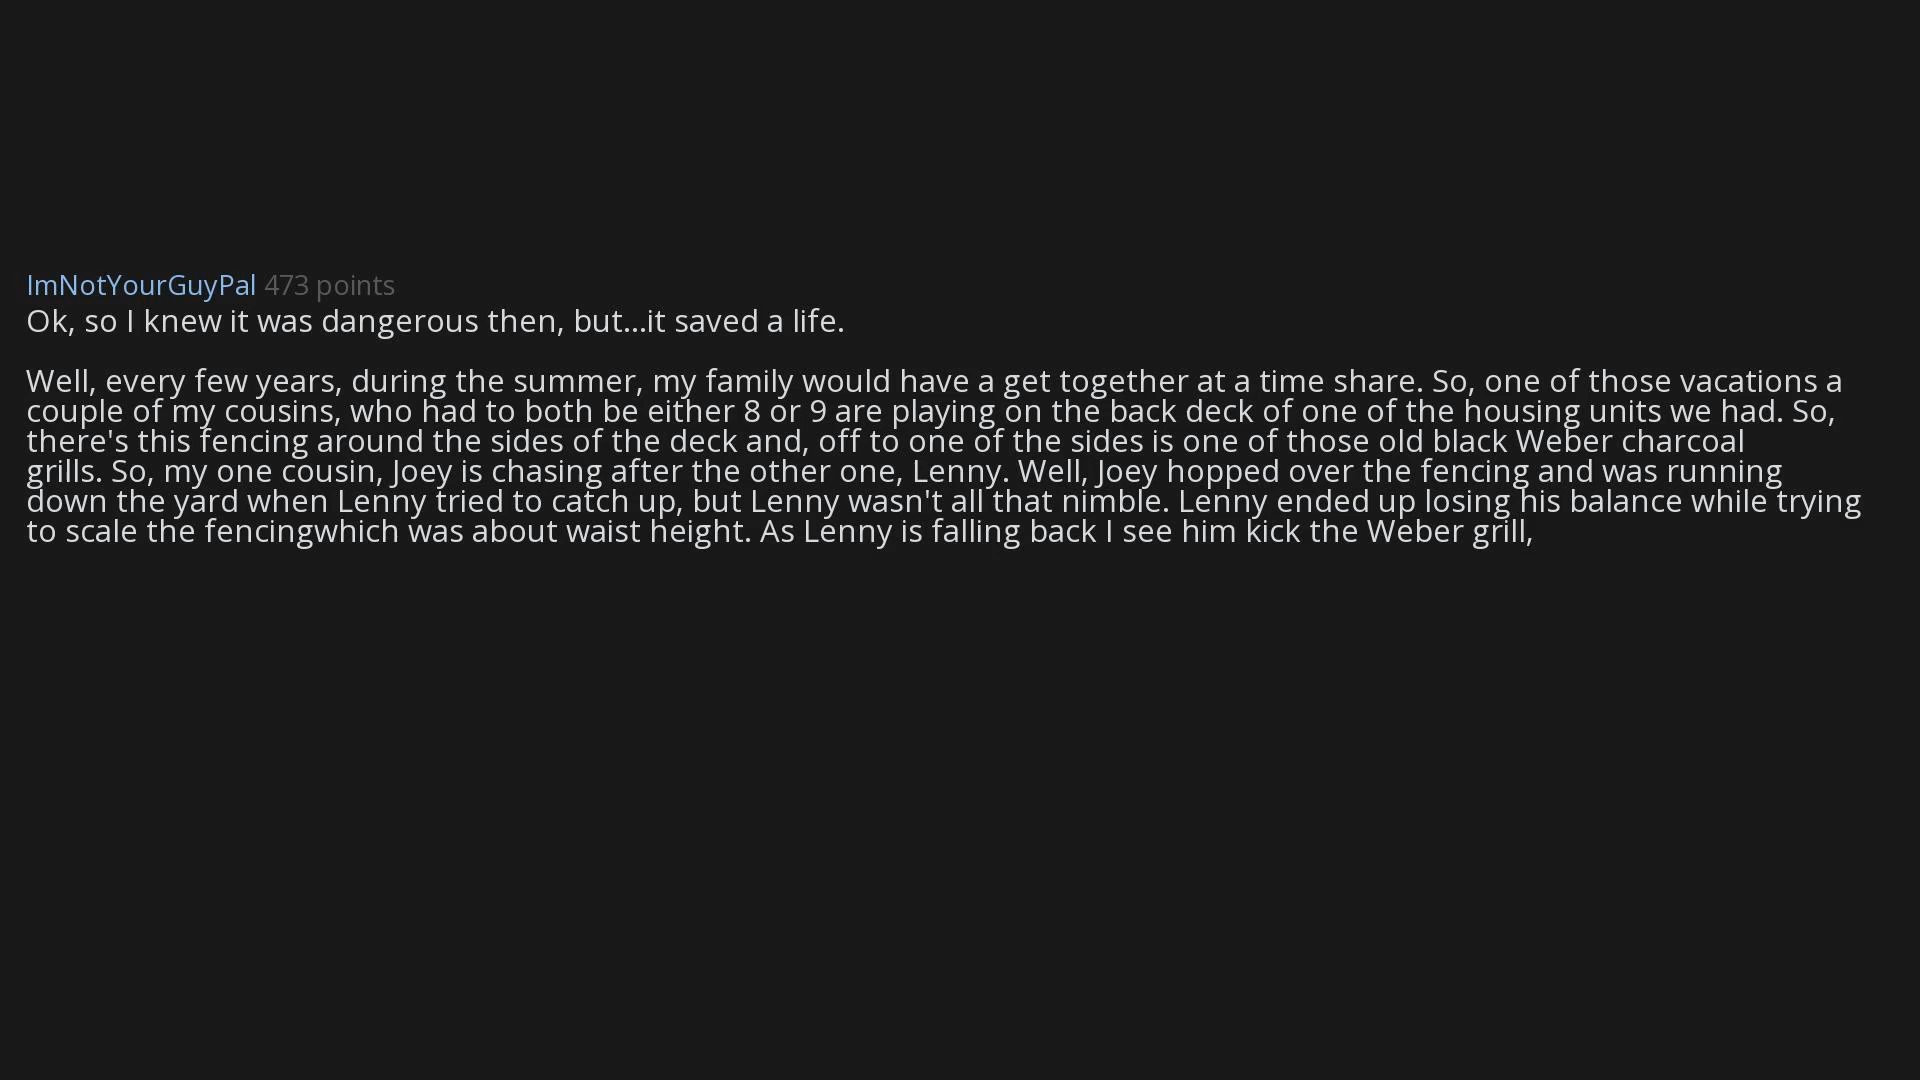 ImNotYourGuyPal 473 points
Ok, so I knew it was dangerous then, but...it saved a life.
Well, every few years, during the summer, my family would have a get together at a time share. So, one of those vacations a
couple of my cousins, who had to both be either 8 or 9 are playing on the back deck of one of the housing units we had. So,
there's this fencing around the sides of the deck and, off to one of the sides is one of those old black Weber charcoal
grills. So, my one cousin, Joey is chasing after the other one, Lenny. Well, Joey hopped over the fencing and was running
down the yard when Lenny tried to catch up, but Lenny wasn't all that nimble. Lenny ended up losing his balance while trying
to scale the fencingwhich was about waist height. As Lenny is falling back I see him kick the Weber grill,